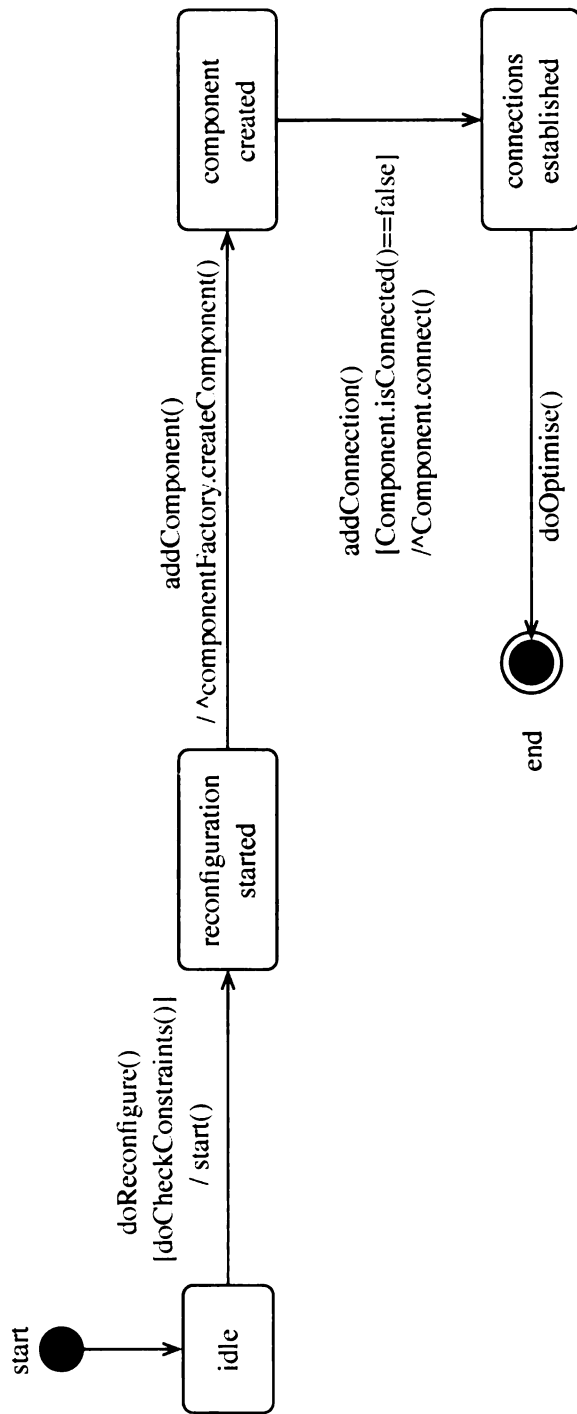 start
idle
doReconfigure()
[doCheckConstraints()]
/ start()
reconfiguration
started
addComponent()
/ ^componentFactory.createComponent()
component
created
addConnection()
[Component.isConnected()==false]
/^Component.connect()
connections
established
doOptimise()
end